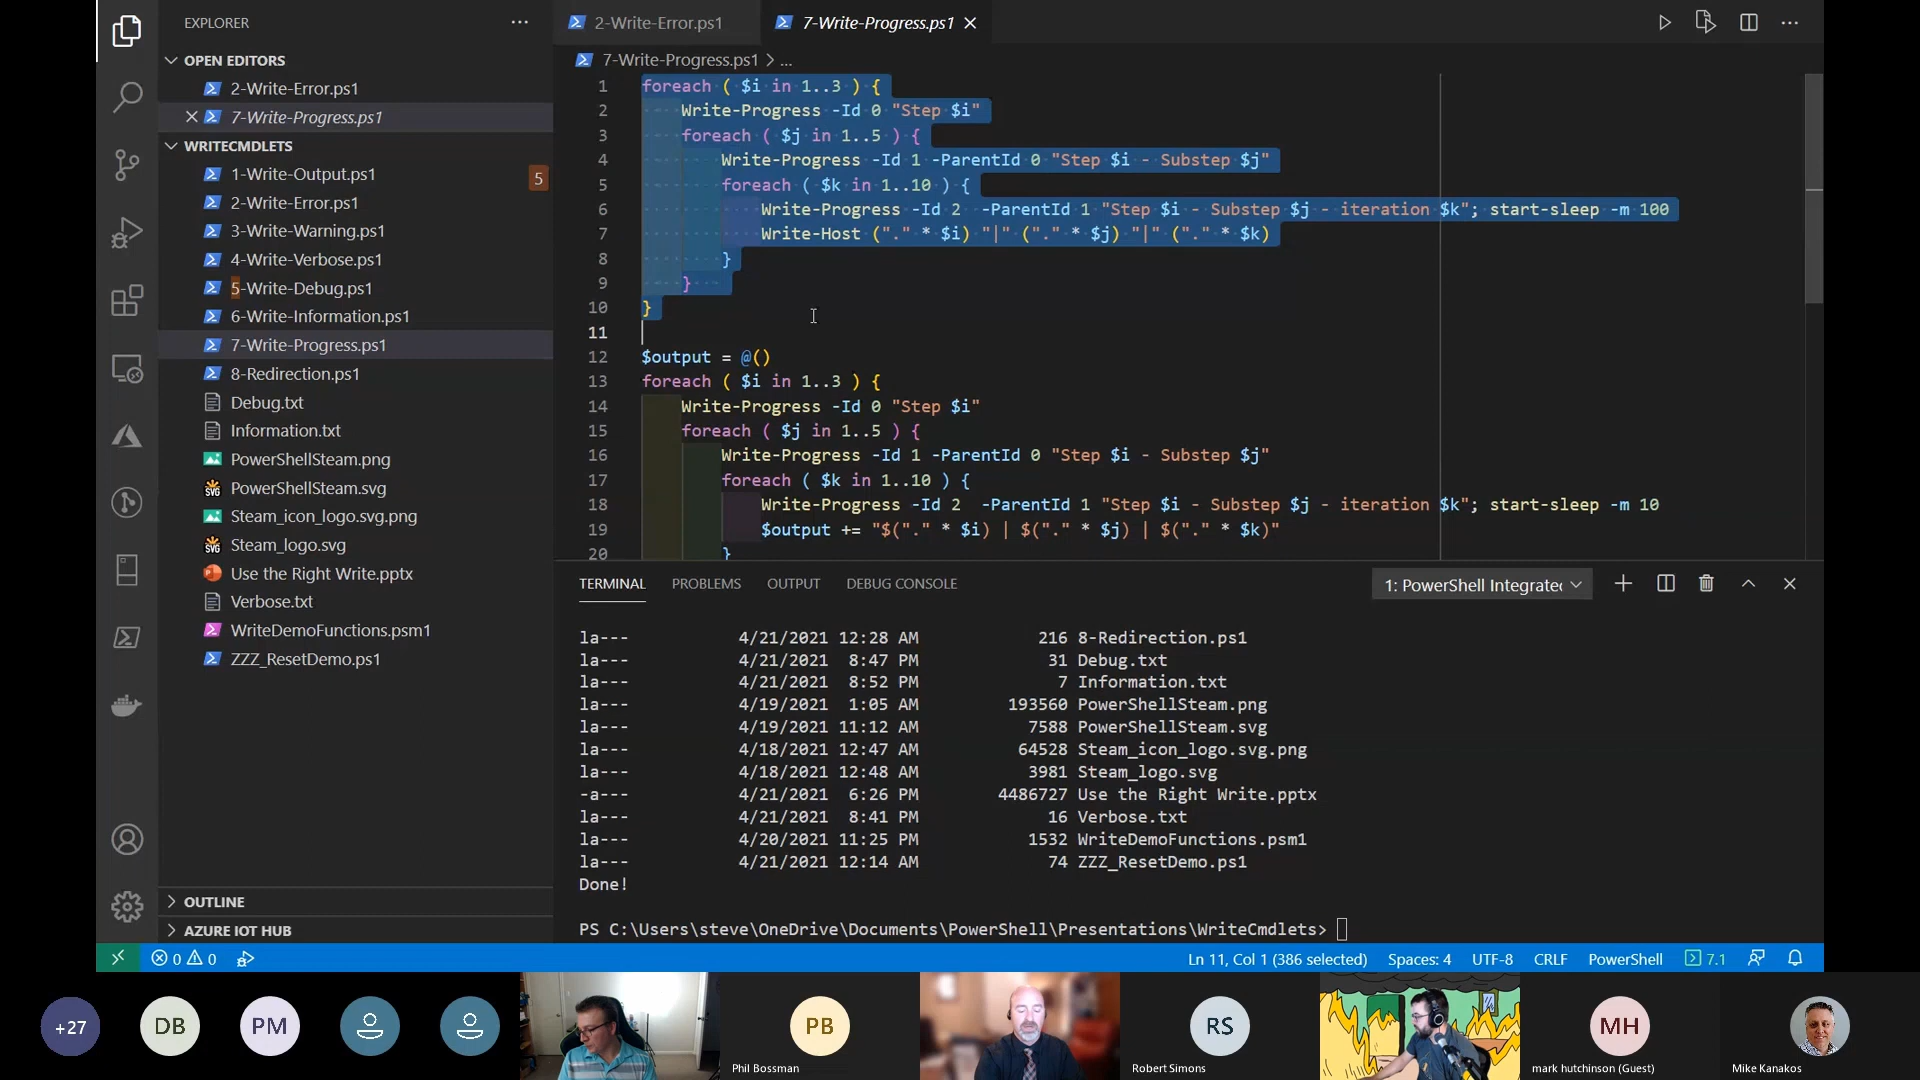 EXPLORER
OPEN EDITORS
2-Write-Error.ps1
7-Write-Progress.ps1
WRITECMDLETS
1-Write-Output.ps1
5
2-Write-Error.ps1
3-Write-Warning.ps1
4-Write-Verbose.ps1
5-Write-Debug.ps1
6-Write-Information.ps1
7-Write-Progress.ps1
8-Redirection.ps1
Debug.txt
Information.txt
PowerShellSteam.png
PowerShellSteam.svg
Steam_icon_logo.svg.png
Steam_logo.svg
Use the Right Write.pptx
Verbose.txt
WriteDemoFunctions.psm1
ZZZ_ResetDemo.ps1
OUTLINE
AZURE IOT HUB
2-Write-Error.ps1
7-Write-Progress.ps1
7-Write-Progress.ps1 > ...
1 foreach ( $i in 1..3 ) {
2 Write-Progress -Id 0 "Step $i"
3 foreach ( $j in 1..5 ) {
4 Write-Progress -Id 1 -ParentId 0 "Step $i - Substep $j"
5 foreach ( $k in 1..10 ) {
6 Write-Progress -Id 2  -ParentId 1 "Step $i - Substep $j - iteration $k"; start-sleep -m 100
7 Write-Host ("." * $i) "|" ("." * $j) "|" ("." * $k)
8 }
9 }
10 }
11
12 $output = @()
13 foreach ( $i in 1..3 ) {
14 Write-Progress -Id 0 "Step $i"
15 foreach ( $j in 1..5 ) {
16 Write-Progress -Id 1 -ParentId 0 "Step $i - Substep $j"
17 foreach ( $k in 1..10 ) {
18 Write-Progress -Id 2  -ParentId 1 "Step $i - Substep $j - iteration $k"; start-sleep -m 10
19 $output += "$("." * $i) | $("." * $j) | $("." * $k)"
20 }
TERMINAL PROBLEMS OUTPUT DEBUG CONSOLE
1: PowerShell Integrated
la--- 4/21/2021 12:28 AM 216 8-Redirection.ps1
la--- 4/21/2021 8:47 PM 31 Debug.txt
la--- 4/21/2021 8:52 PM 7 Information.txt
la--- 4/19/2021 1:05 AM 193560 PowerShellSteam.png
la--- 4/19/2021 11:12 AM 7588 PowerShellSteam.svg
la--- 4/18/2021 12:47 AM 64528 Steam_icon_logo.svg.png
la--- 4/18/2021 12:48 AM 3981 Steam_logo.svg
-a--- 4/21/2021 6:26 PM 4486727 Use the Right Write.pptx
la--- 4/21/2021 8:41 PM 16 Verbose.txt
la--- 4/20/2021 11:25 PM 1532 WriteDemoFunctions.psm1
la--- 4/21/2021 12:14 AM 74 ZZZ_ResetDemo.ps1
Done!
PS C:\Users\steve\OneDrive\Documents\PowerShell\Presentations\WriteCmdlets>
0 0
Ln 11, Col 1 (386 selected) Spaces: 4 UTF-8 CRLF PowerShell 7.1
+27
DB
PM
PB
Phil Bossman
RS
Robert Simons
MH
mark hutchinson (Guest)
Mike Kanakos